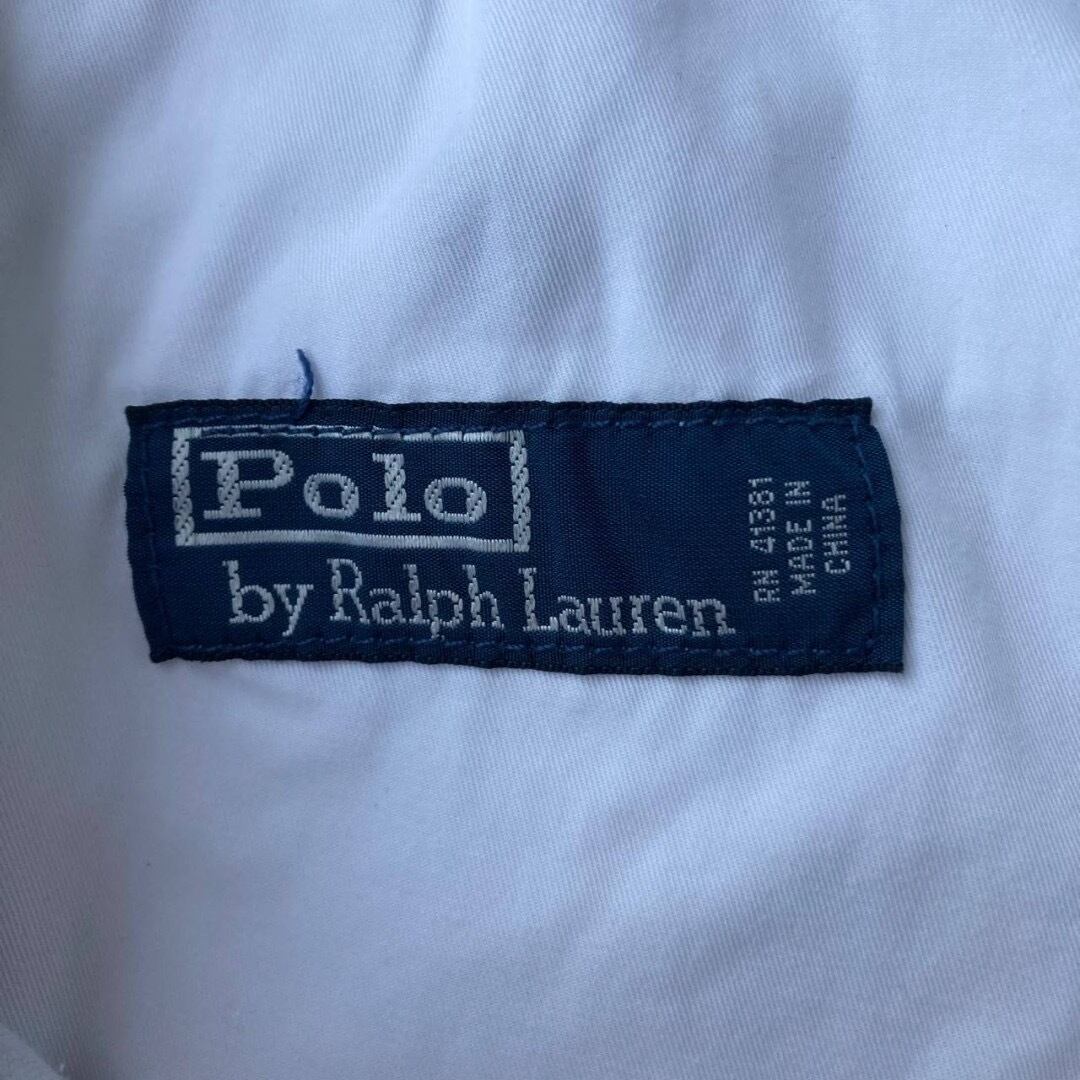 Polo
by Ralph Lauren
RN 41381
MADE IN
CHINA